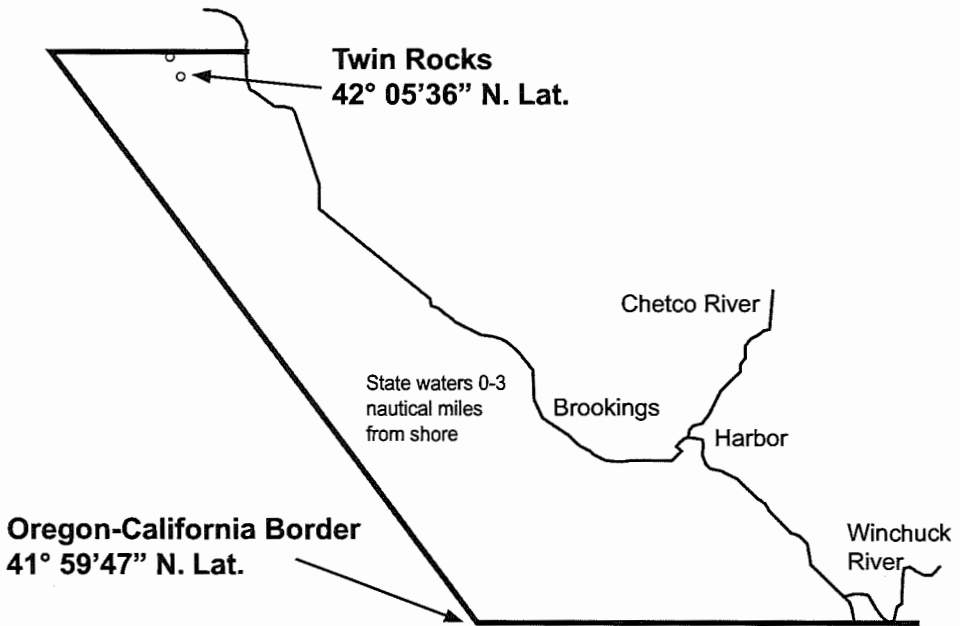 Twin Rocks
42° 05’36” N. Lat.
Chetco River
State waters 0-3
nautical miles
from shore
Brookings
Harbor
Oregon-California Border
41° 59’47” N. Lat.
Winchuck
River